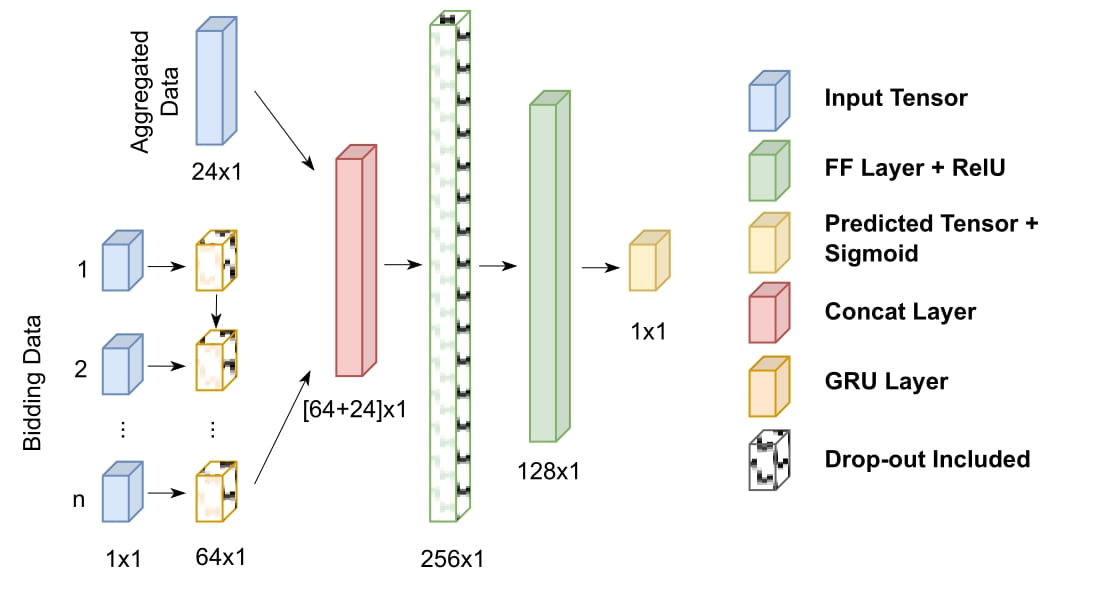 Aggregated
Data
24x1
Bidding Data
1
2
...
...
n
1x1
64x1
[64+24]x1
256x1
128x1
1x1
Input Tensor
FF Layer + RelU
Predicted Tensor +
Sigmoid
Concat Layer
GRU Layer
Drop-out Included